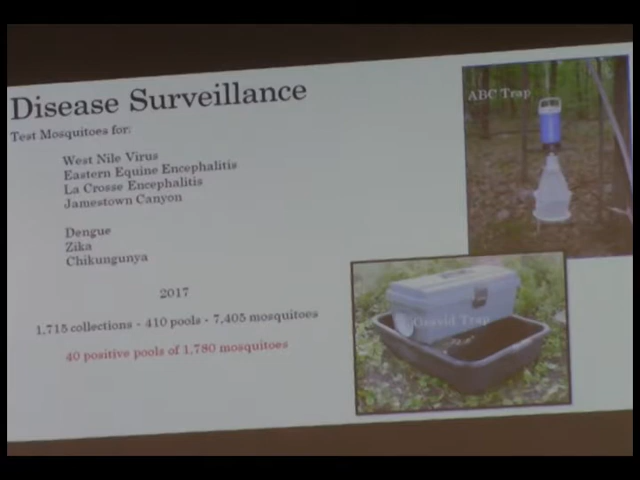 Disease Surveillance
Test Mosquitoes for:
West Nile Virus
Eastern Equine Encephalitis
La Crosse Encephalitis
Jamestown Canyon
Dengue
Zika
Chikungunya
2017
1,715 collections - 410 pools - 7,405 mosquitoes
40 positive pools of 1,780 mosquitoes
ABC Trap
Gravid Trap